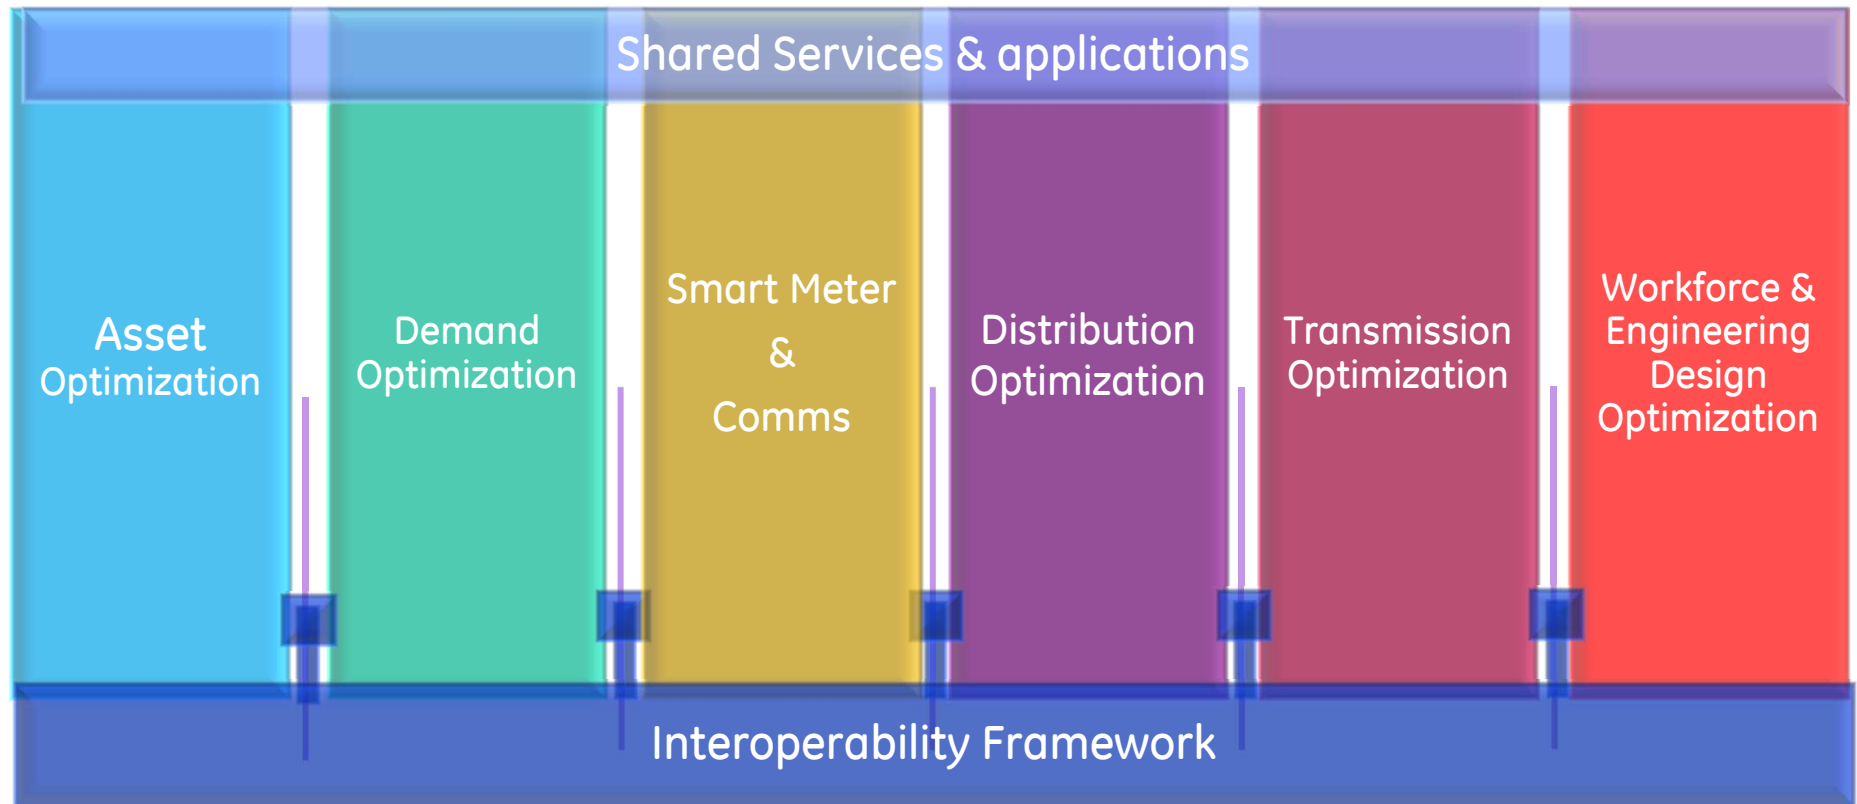 Shared Services & applications
Asset
Optimization
Demand
Optimization
Smart Meter
&
Comms
Distribution
Optimization
Transmission
Optimization
Workforce &
Engineering
Design
Optimization
Interoperability Framework